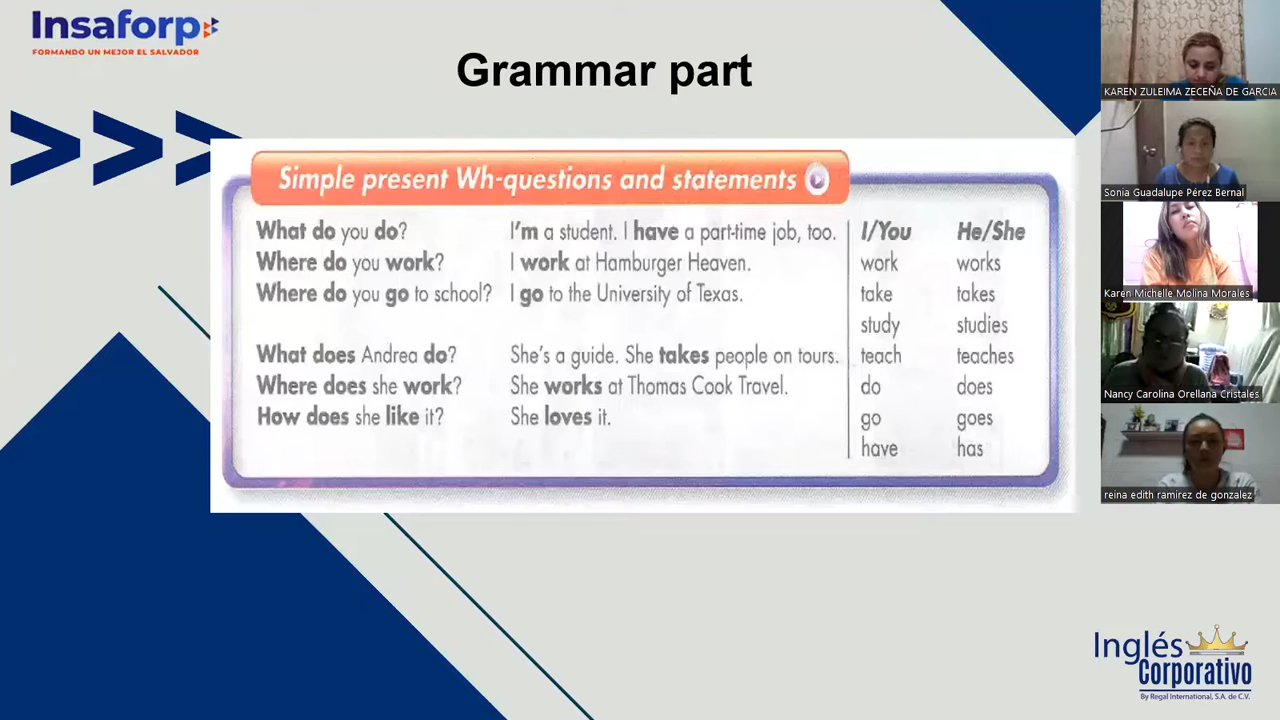 Insaforp
FORMANDO UN MEJOR EL SALVADOR
Grammar part
Simple present Wh-questions and statements
What do you do? I'm a student. I have a part-time job, too. I/You He/She
Where do you work? I work at Hamburger Heaven. work works
Where do you go to school? I go to the University of Texas. take takes
study studies
What does Andrea do? She's a guide. She takes people on tours. teach teaches
Where does she work? She works at Thomas Cook Travel. do does
How does she like it? She loves it. go goes
have has
KAREN ZULEIMA ZECEÑA DE GARCIA
Sonia Guadalupe Pérez Bernal
Karen Michelle Molina Morales
Nancy Carolina Orellana Cristales
reina edith ramirez de gonzalez
Inglés
Corporativo
By Regal International, S.A. de C.V.